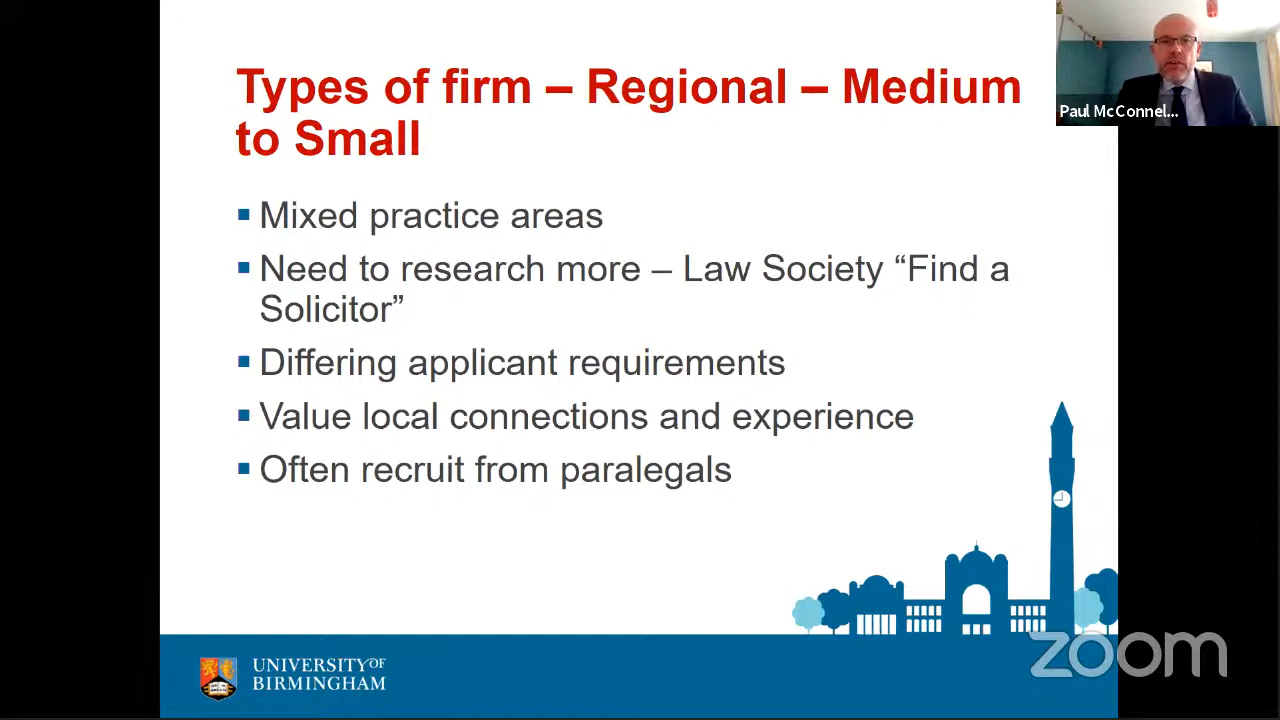 Types of firm – Regional – Medium
to Small
Paul McConnel...
Mixed practice areas
Need to research more – Law Society “Find a
Solicitor”
Differing applicant requirements
Value local connections and experience
Often recruit from paralegals
UNIVERSITY OF
BIRMINGHAM
zoom